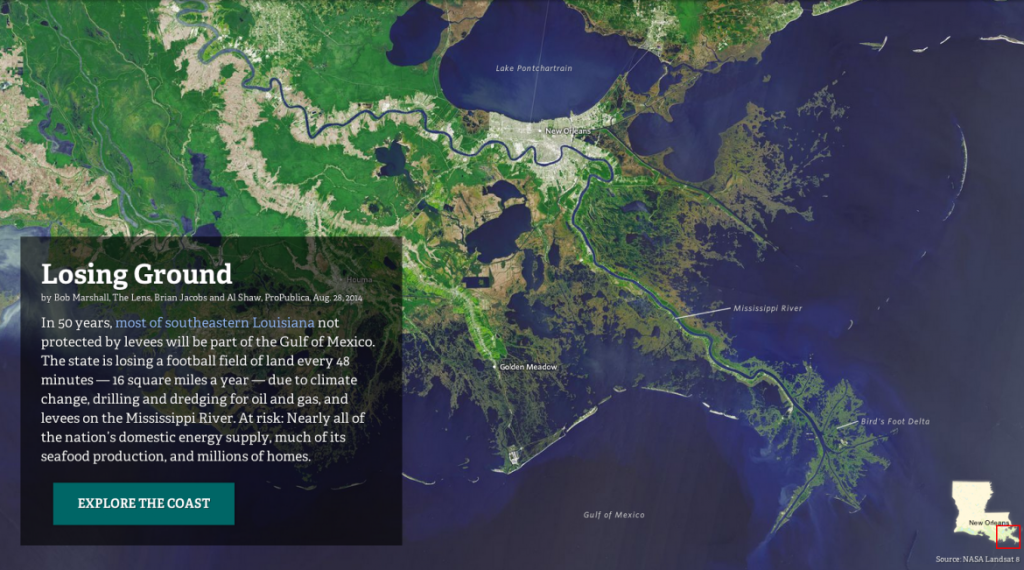 Lake Pontchartrain
New Orleans
Houma
Losing Ground
by Bob Marshall, The Lens, Brian Jacobs and Al Shaw, ProPublica, Aug. 28, 2014
In 50 years, most of southeastern Louisiana not
protected by levees will be part of the Gulf of Mexico.
The state is losing a football field of land every 48
minutes — 16 square miles a year — due to climate
change, drilling and dredging for oil and gas, and
levees on the Mississippi River. At risk: Nearly all of
the nation's domestic energy supply, much of its
seafood production, and millions of homes.
EXPLORE THE COAST
Mississippi River
Golden Meadow
Bird's Foot Delta
Gulf of Mexico
New Orleans
Source: NASA Landsat 8